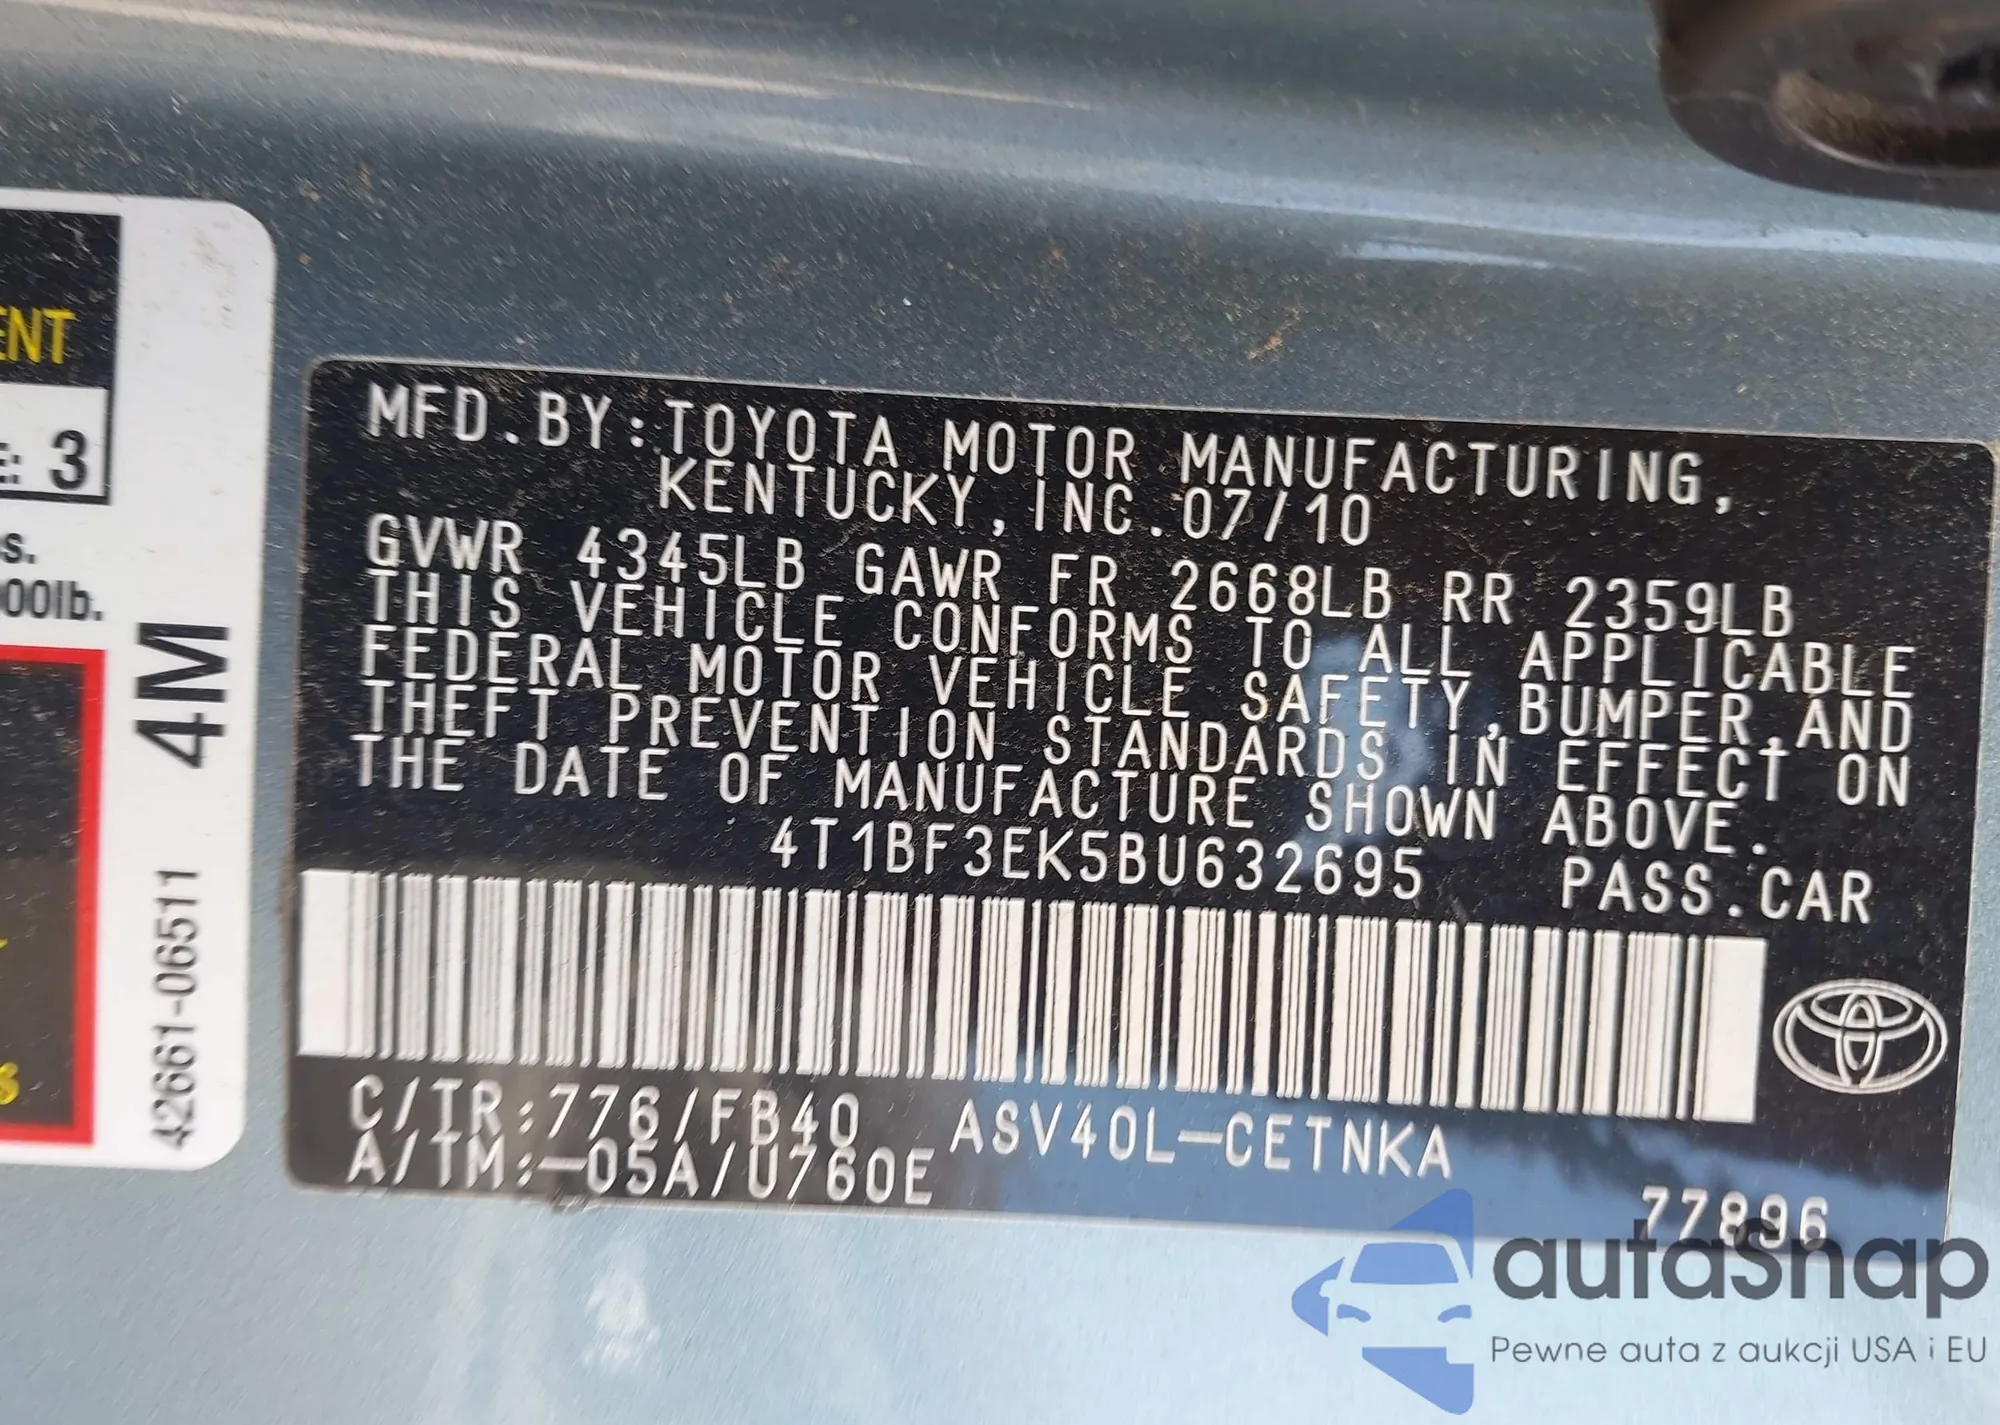 ENT
E: 3
s.
000lb.
4M
42661-06511
MFD.BY:TOYOTA MOTOR MANUFACTURING,
KENTUCKY,INC.07/10
GVWR 4345LB GAWR FR 2668LB RR 2359LB
THIS VEHICLE CONFORMS TO ALL APPLICABLE
FEDERAL MOTOR VEHICLE SAFETY,BUMPER,AND
THEFT PREVENTION STANDARDS IN EFFECT ON
THE DATE OF MANUFACTURE SHOWN ABOVE.
4T1BF3EK5BU632695 PASS.CAR
C/TR:776/FB40 ASV40L-CETNKA
A/TM:-05A/U760E
77896
autaSnap
Pewne auta z aukcji USA i EU